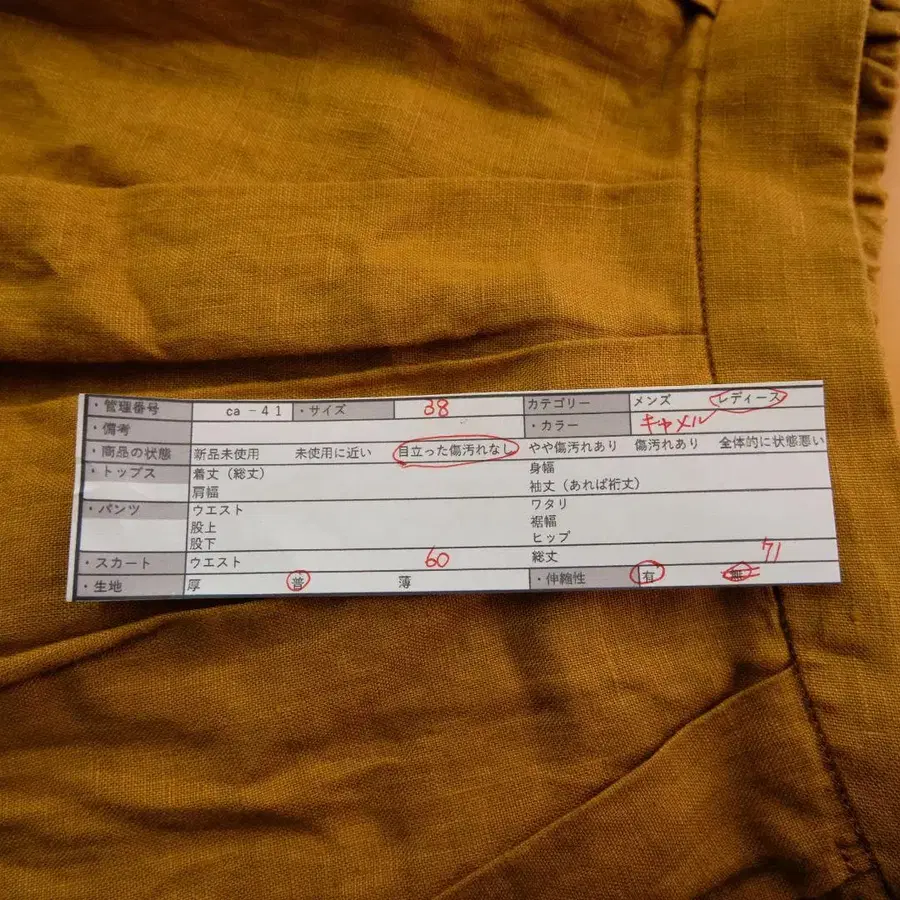 ・管理番号 ca-41 ・サイズ 38 カテゴリー メンズ レディース
・備考 ・カラー キャメル
・商品の状態 新品未使用 未使用に近い 目立った傷汚れなし やや傷汚れあり 傷汚れあり 全体的に状態悪い
・トップス 着丈（総丈） 身幅
肩幅 袖丈（あれば裄丈）
・パンツ ウエスト ワタリ
股上 裾幅
股下 ヒップ
・スカート ウエスト 60 総丈 71
・生地 厚 普 薄 ・伸縮性 有 無